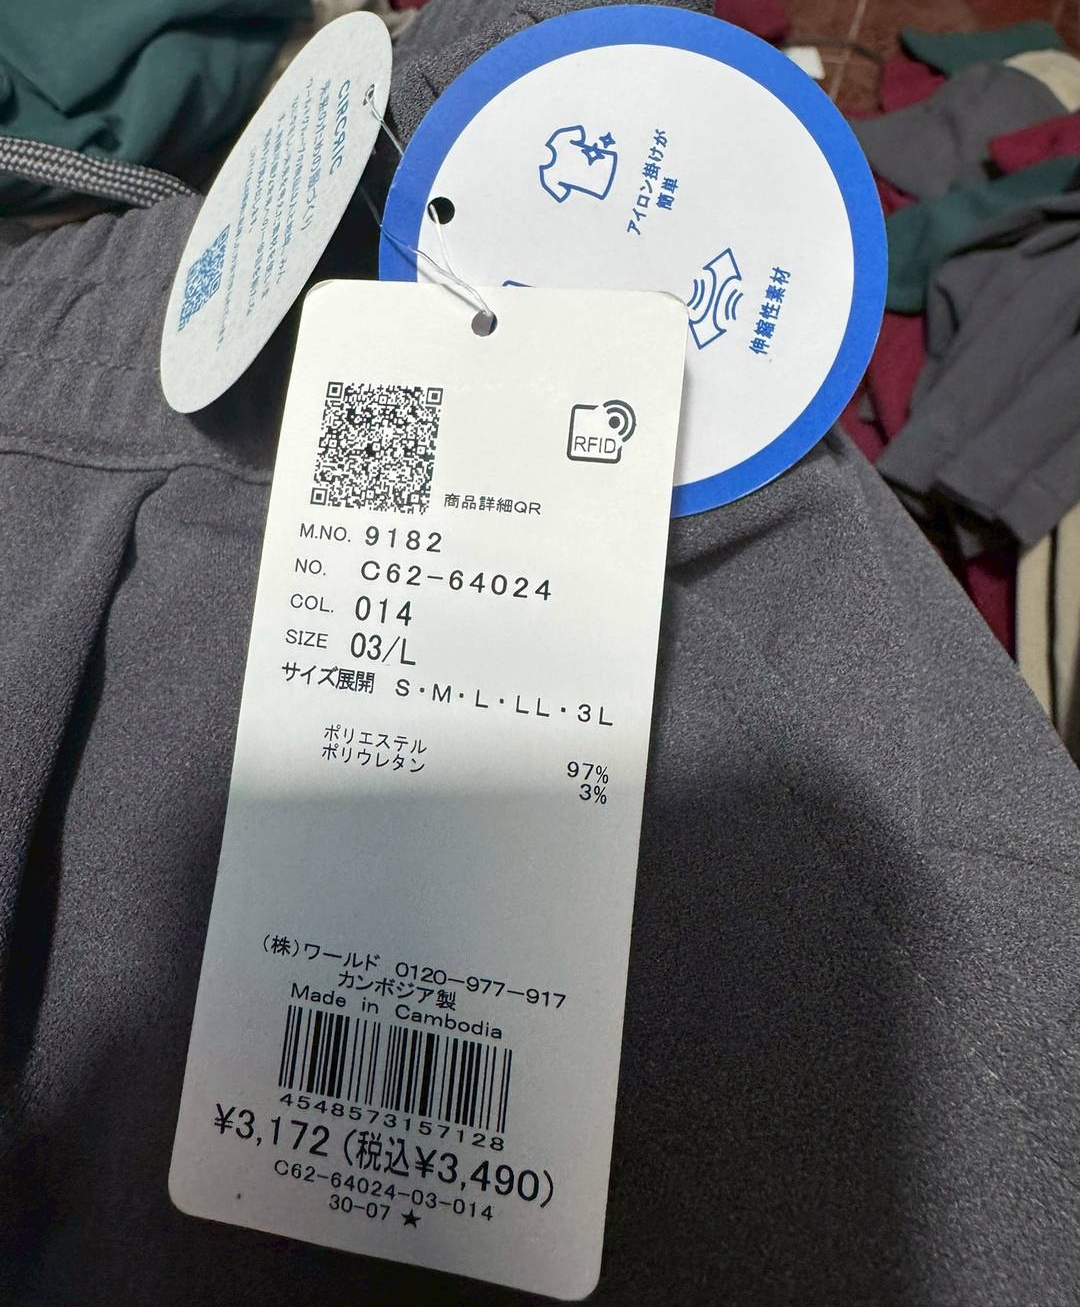 CIRCRIC
アイロン掛けが
簡単
伸縮性素材
RFID
商品詳細QR
M.NO. 9182
NO. C62-64024
COL. 014
SIZE 03/L
サイズ展開 S・M・L・LL・3L
ポリエステル 97%
ポリウレタン 3%
(株)ワールド 0120-977-917
カンボジア製
Made in Cambodia
4548573157128
¥3,172 (税込¥3,490)
C62-64024-03-014
30-07 ★